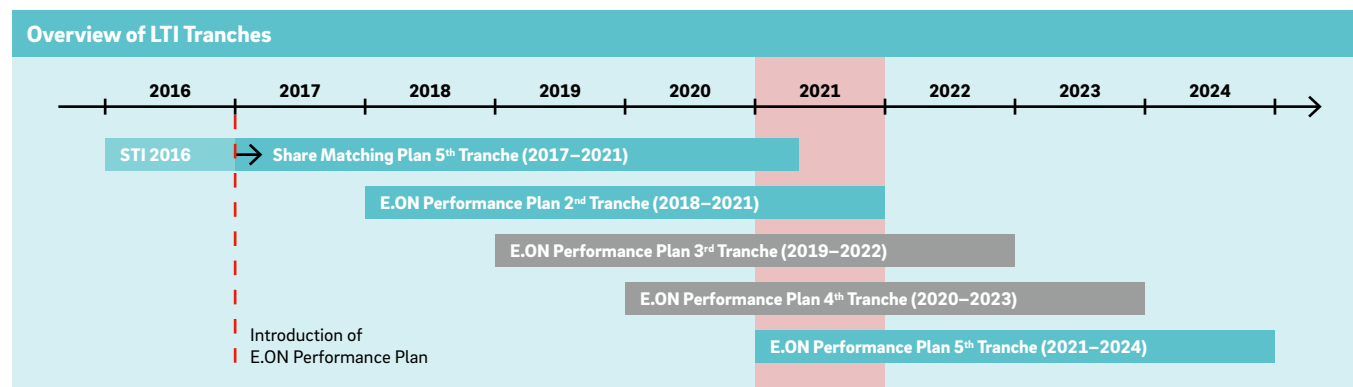 Overview of LTI Tranches
2016 2017 2018 2019 2020 2021 2022 2023 2024
STI 2016 Share Matching Plan 5th Tranche (2017–2021)
E.ON Performance Plan 2nd Tranche (2018–2021)
E.ON Performance Plan 3rd Tranche (2019–2022)
E.ON Performance Plan 4th Tranche (2020–2023)
Introduction of
E.ON Performance Plan
E.ON Performance Plan 5th Tranche (2021–2024)